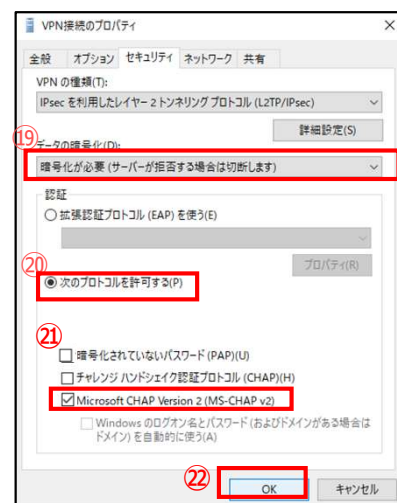 VPN接続のプロパティ
全般 オプション セキュリティ ネットワーク 共有
VPN の種類(T):
IPsec を利用したレイヤー 2 トンネリング プロトコル (L2TP/IPsec)
詳細設定(S)
⑲
データの暗号化(D):
暗号化が必要 (サーバーが拒否する場合は切断します)
認証
拡張認証プロトコル (EAP) を使う(E)
プロパティ(R)
⑳
次のプロトコルを許可する(P)
㉑
暗号化されていないパスワード (PAP)(U)
チャレンジ ハンドシェイク認証プロトコル (CHAP)(H)
Microsoft CHAP Version 2 (MS-CHAP v2)
Windows のログオン名とパスワード (およびドメインがある場合は
ドメイン) を自動的に使う(A)
㉒
OK キャンセル